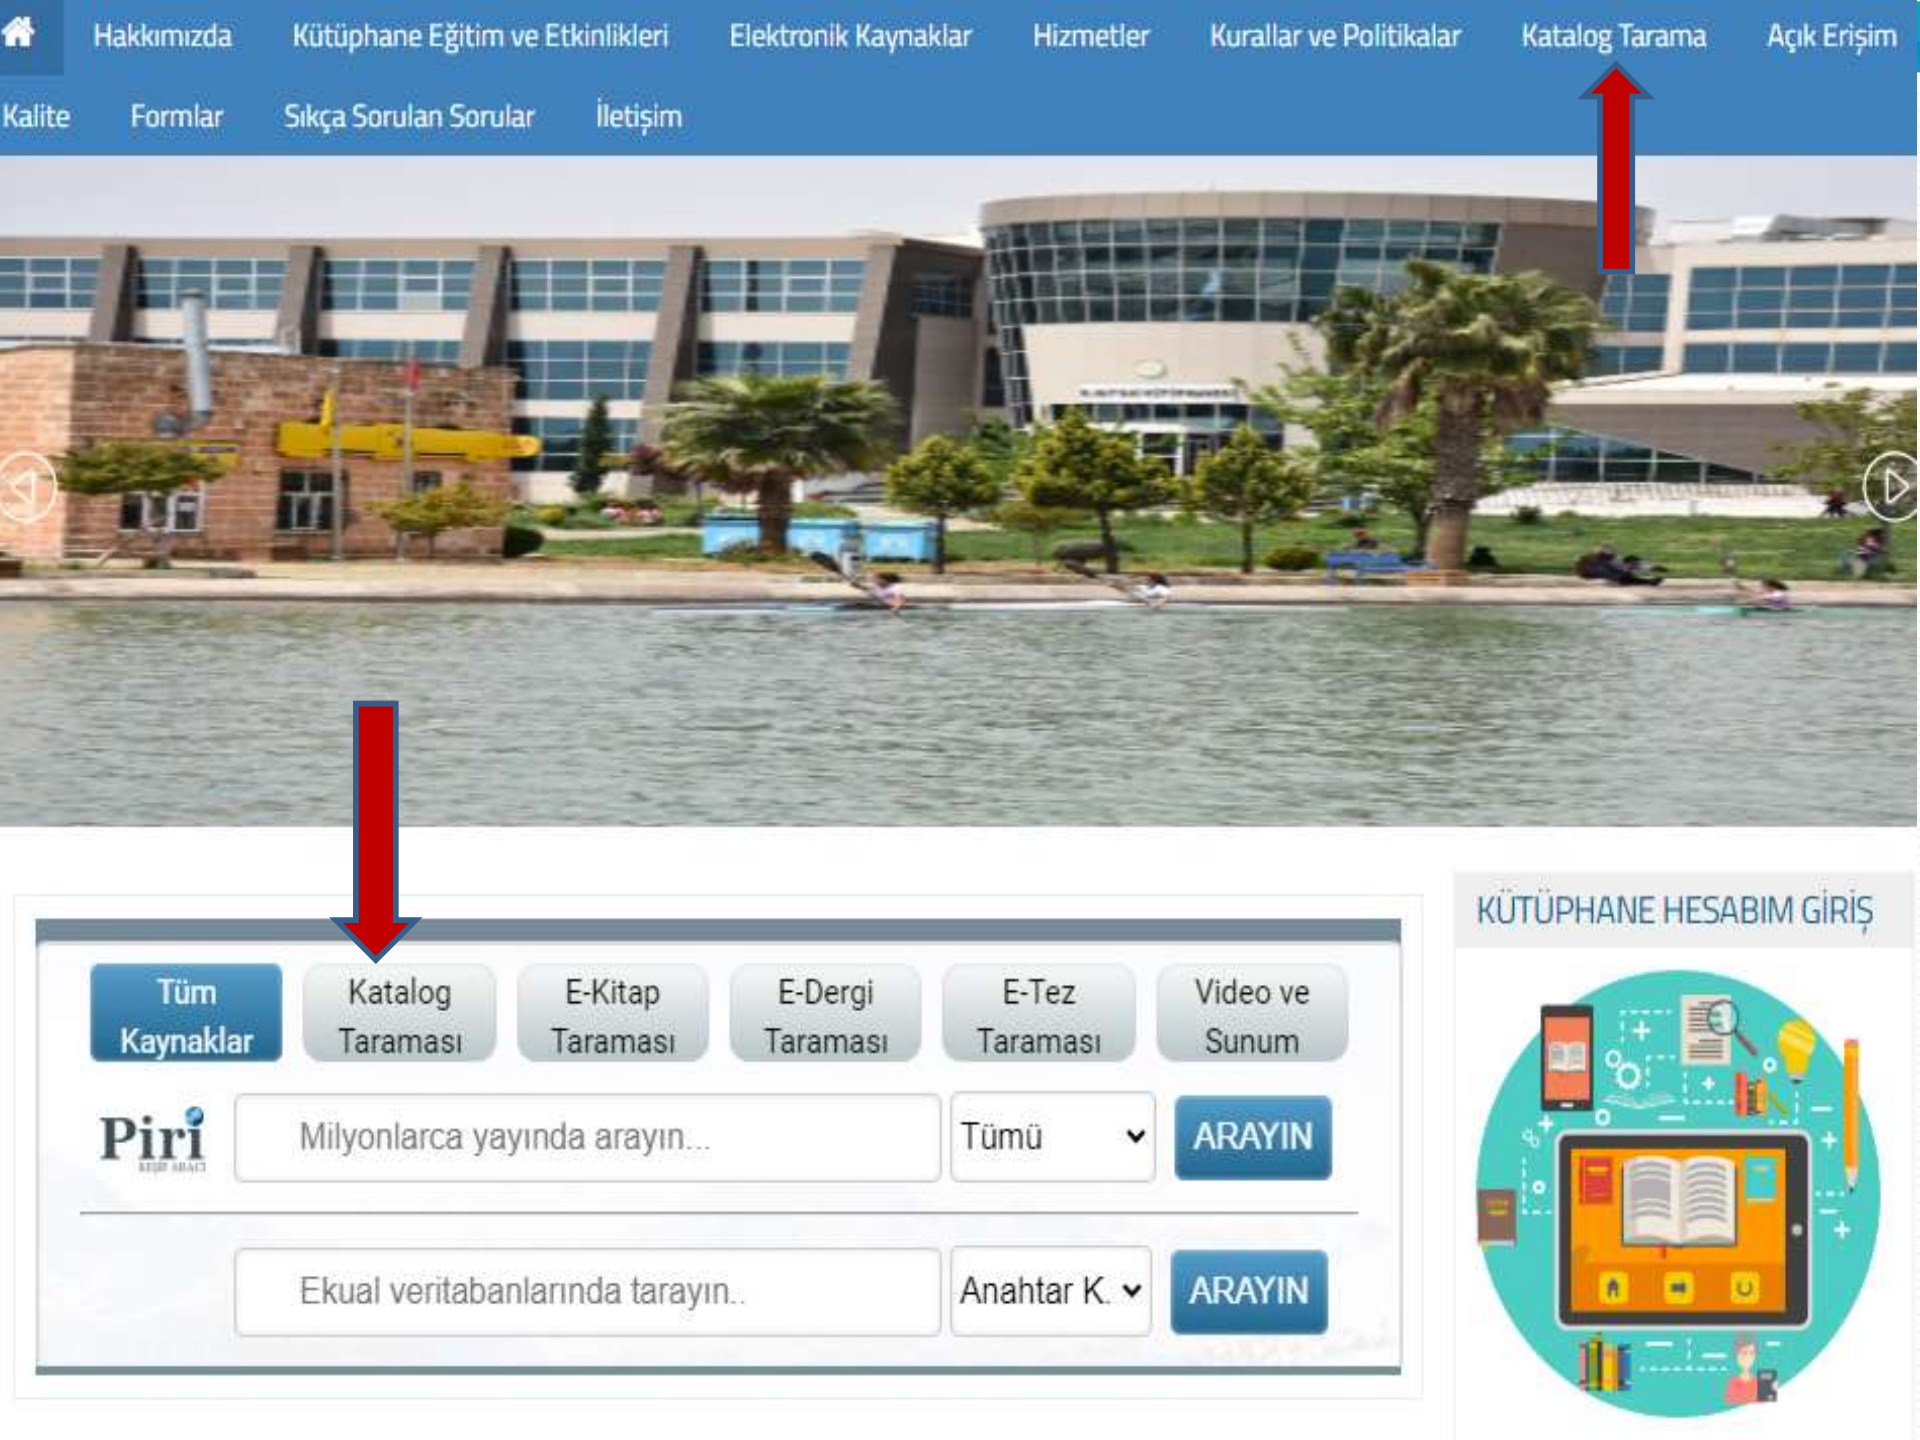 Hakkımızda Kütüphane Eğitim ve Etkinlikleri Elektronik Kaynaklar Hizmetler Kurallar ve Politikalar Katalog Tarama Açık Erişim
Kalite Formlar Sıkça Sorulan Sorular İletişim
KÜTÜPHANE HESABIM GİRİŞ
Tüm Kaynaklar
Katalog Taraması
E-Kitap Taraması
E-Dergi Taraması
E-Tez Taraması
Video ve Sunum
Piri
KEŞİF ARACI
Milyonlarca yayında arayın...
Tümü
ARAYIN
Ekual veritabanlarında tarayın..
Anahtar K.
ARAYIN